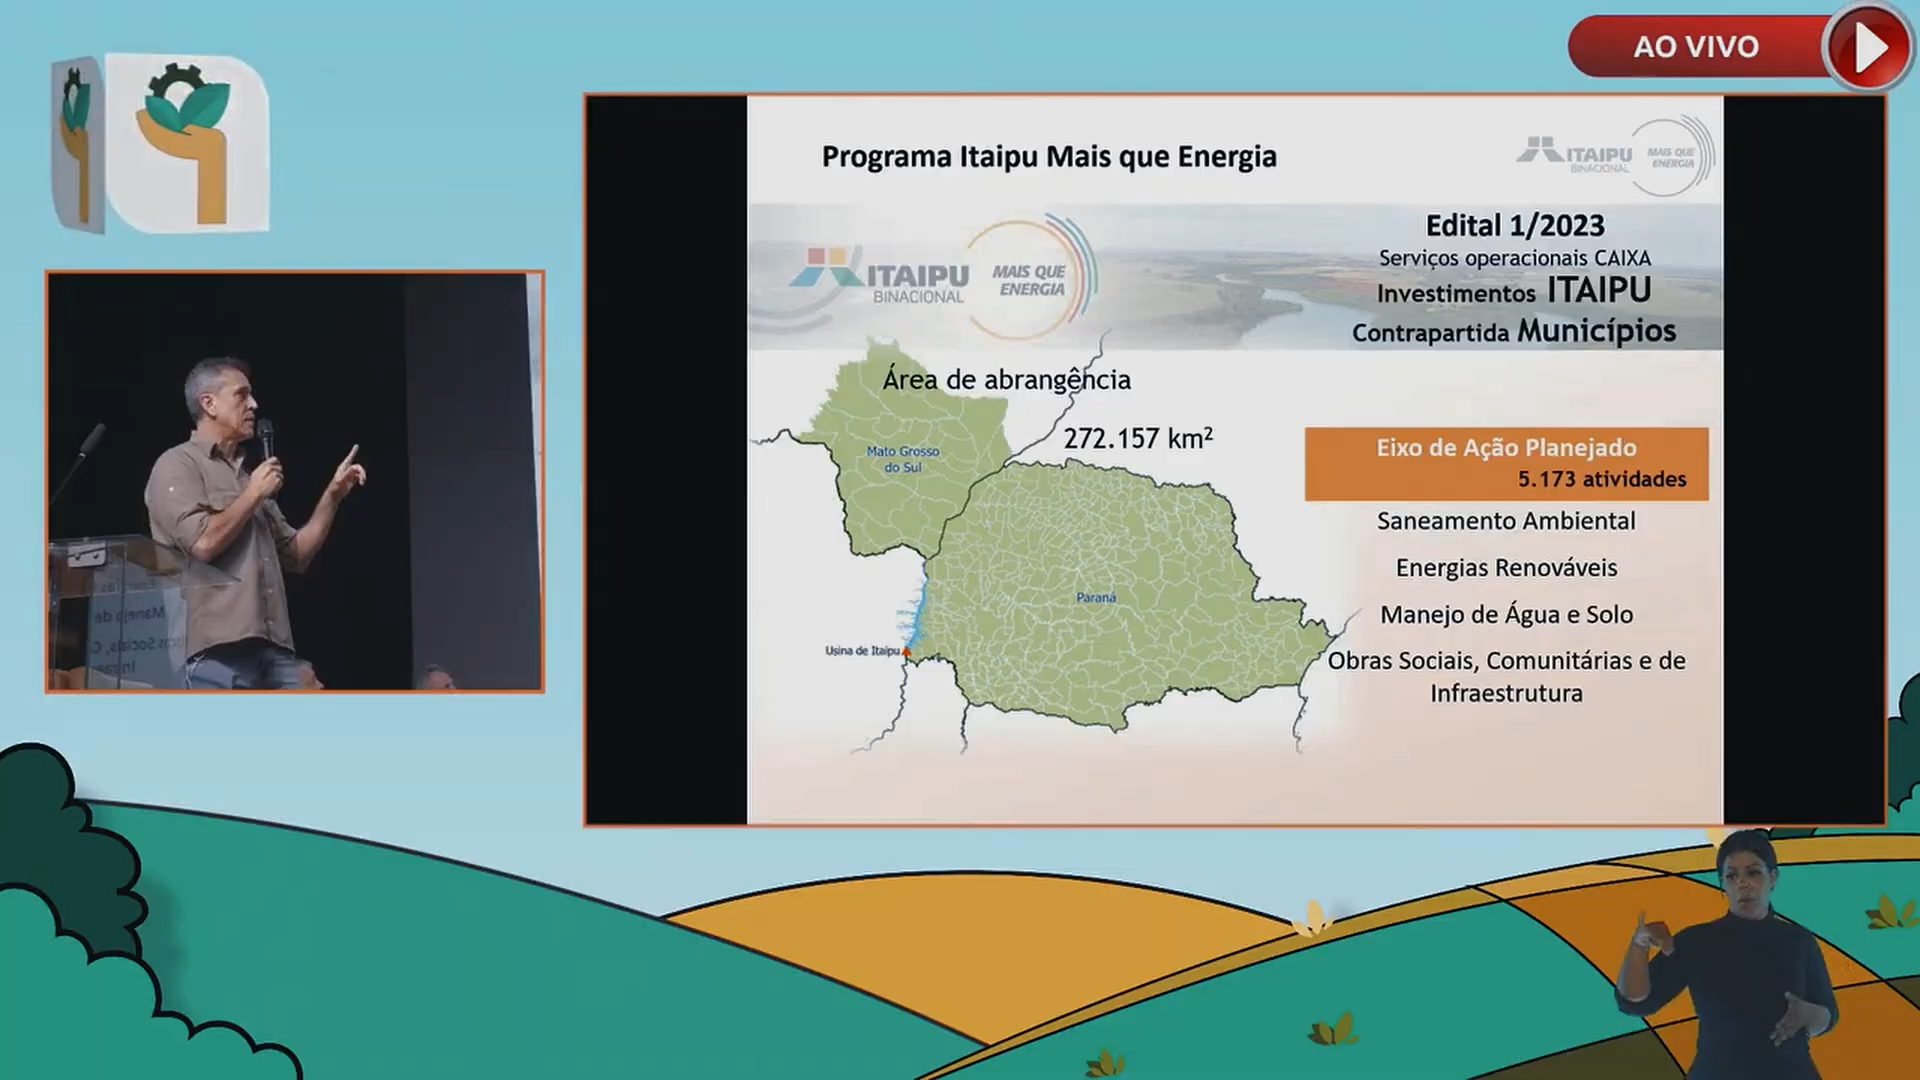 AO VIVO
Programa Itaipu Mais que Energia
ITAIPU
BINACIONAL
MAIS QUE
ENERGIA
ITAIPU
BINACIONAL
MAIS QUE
ENERGIA
Edital 1/2023
Serviços operacionais CAIXA
Investimentos ITAIPU
Contrapartida Municípios
Área de abrangência
272.157 km²
Mato Grosso
do Sul
Paraná
Usina de Itaipu
Eixo de Ação Planejado
5.173 atividades
Saneamento Ambiental
Energias Renováveis
Manejo de Água e Solo
Obras Sociais, Comunitárias e de
Infraestrutura
Manejo de